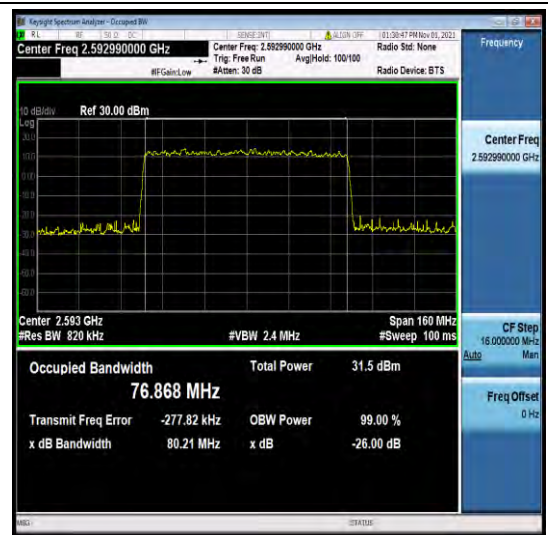 Keysight Spectrum Analyzer - Occupied BW
RL RF 50 Ω DC SENSE:INT ALIGN OFF 01:38:47 PM Nov 01, 2021
Center Freq 2.592990000 GHz Center Freq: 2.592990000 GHz Radio Std: None Frequency
Trig: Free Run Avg|Hold: 100/100
#IFGain:Low #Atten: 30 dB Radio Device: BTS
10 dB/div Ref 30.00 dBm
Log
Center Freq
2.592990000 GHz
Center 2.593 GHz Span 160 MHz
#Res BW 820 kHz #VBW 2.4 MHz #Sweep 100 ms
CF Step
16.000000 MHz
Auto Man
Occupied Bandwidth Total Power 31.5 dBm
76.868 MHz
Freq Offset
0 Hz
Transmit Freq Error -277.82 kHz OBW Power 99.00 %
x dB Bandwidth 80.21 MHz x dB -26.00 dB
MSG STATUS